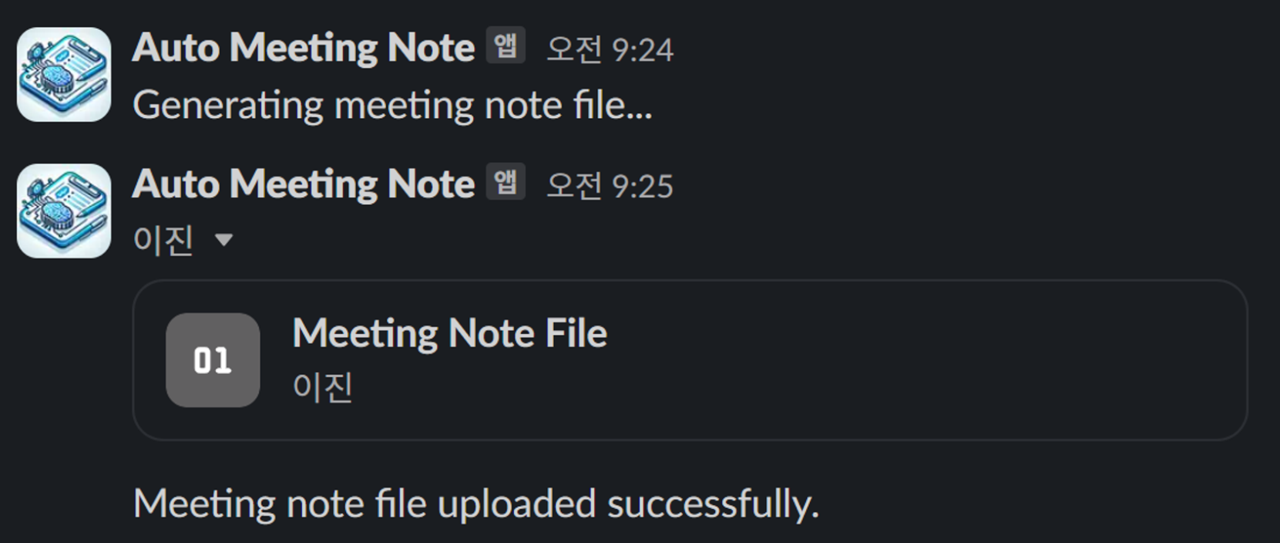 Auto Meeting Note 앱 오전 9:24
Generating meeting note file...
Auto Meeting Note 앱 오전 9:25
이진
01
Meeting Note File
이진
Meeting note file uploaded successfully.